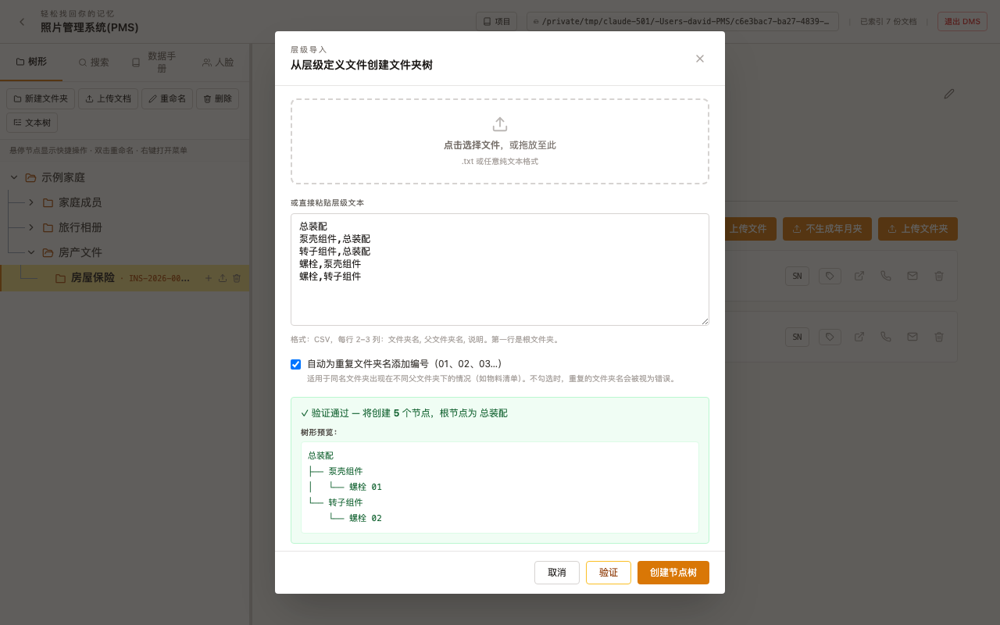 轻松找回你的记忆
照片管理系统(PMS)
项目
/private/tmp/claude-501/-Users-david-PMS/c6e3bac7-ba27-4839-…
已索引 7 份文档
退出 DMS
树形
搜索
数据手册
人脸
新建文件夹
上传文档
重命名
删除
文本树
悬停节点显示快捷操作 · 双击重命名 · 右键打开菜单
示例家庭
家庭成员
旅行相册
房产文件
房屋保险 · INS-2026-00…
上传文件
不生成年月夹
上传文件夹
SN
SN
层级导入
从层级定义文件创建文件夹树
点击选择文件，或拖放至此
.txt 或任意纯文本格式
或直接粘贴层级文本
总装配
泵壳组件,总装配
转子组件,总装配
螺栓,泵壳组件
螺栓,转子组件
格式：CSV，每行 2–3 列：文件夹名, 父文件夹名, 说明。第一行是根文件夹。
自动为重复文件夹名添加编号（01、02、03…）
适用于同名文件夹出现在不同父文件夹下的情况（如物料清单）。不勾选时，重复的文件夹名会被视为错误。
✓ 验证通过 — 将创建 5 个节点，根节点为 总装配
树形预览：
总装配
├── 泵壳组件
│   └── 螺栓 01
└── 转子组件
    └── 螺栓 02
取消
验证
创建节点树